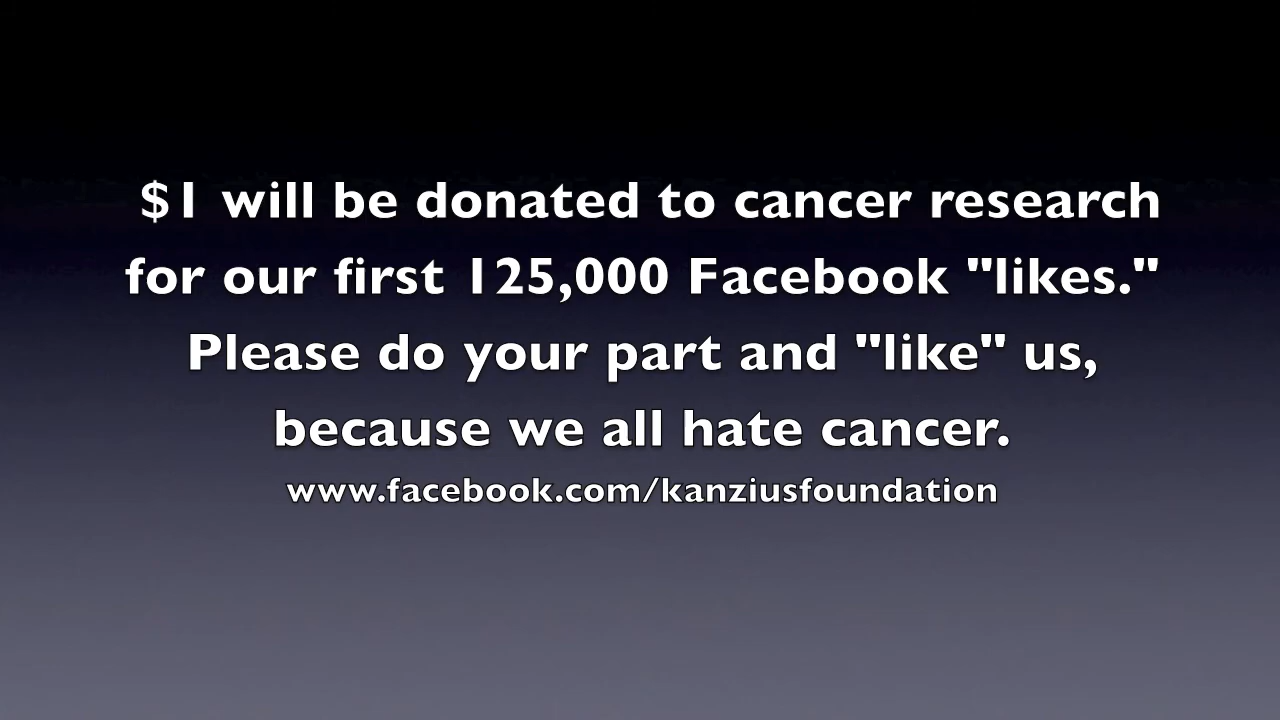 $1 will be donated to cancer research
for our first 125,000 Facebook "likes."
Please do your part and "like" us,
because we all hate cancer.
www.facebook.com/kanziusfoundation